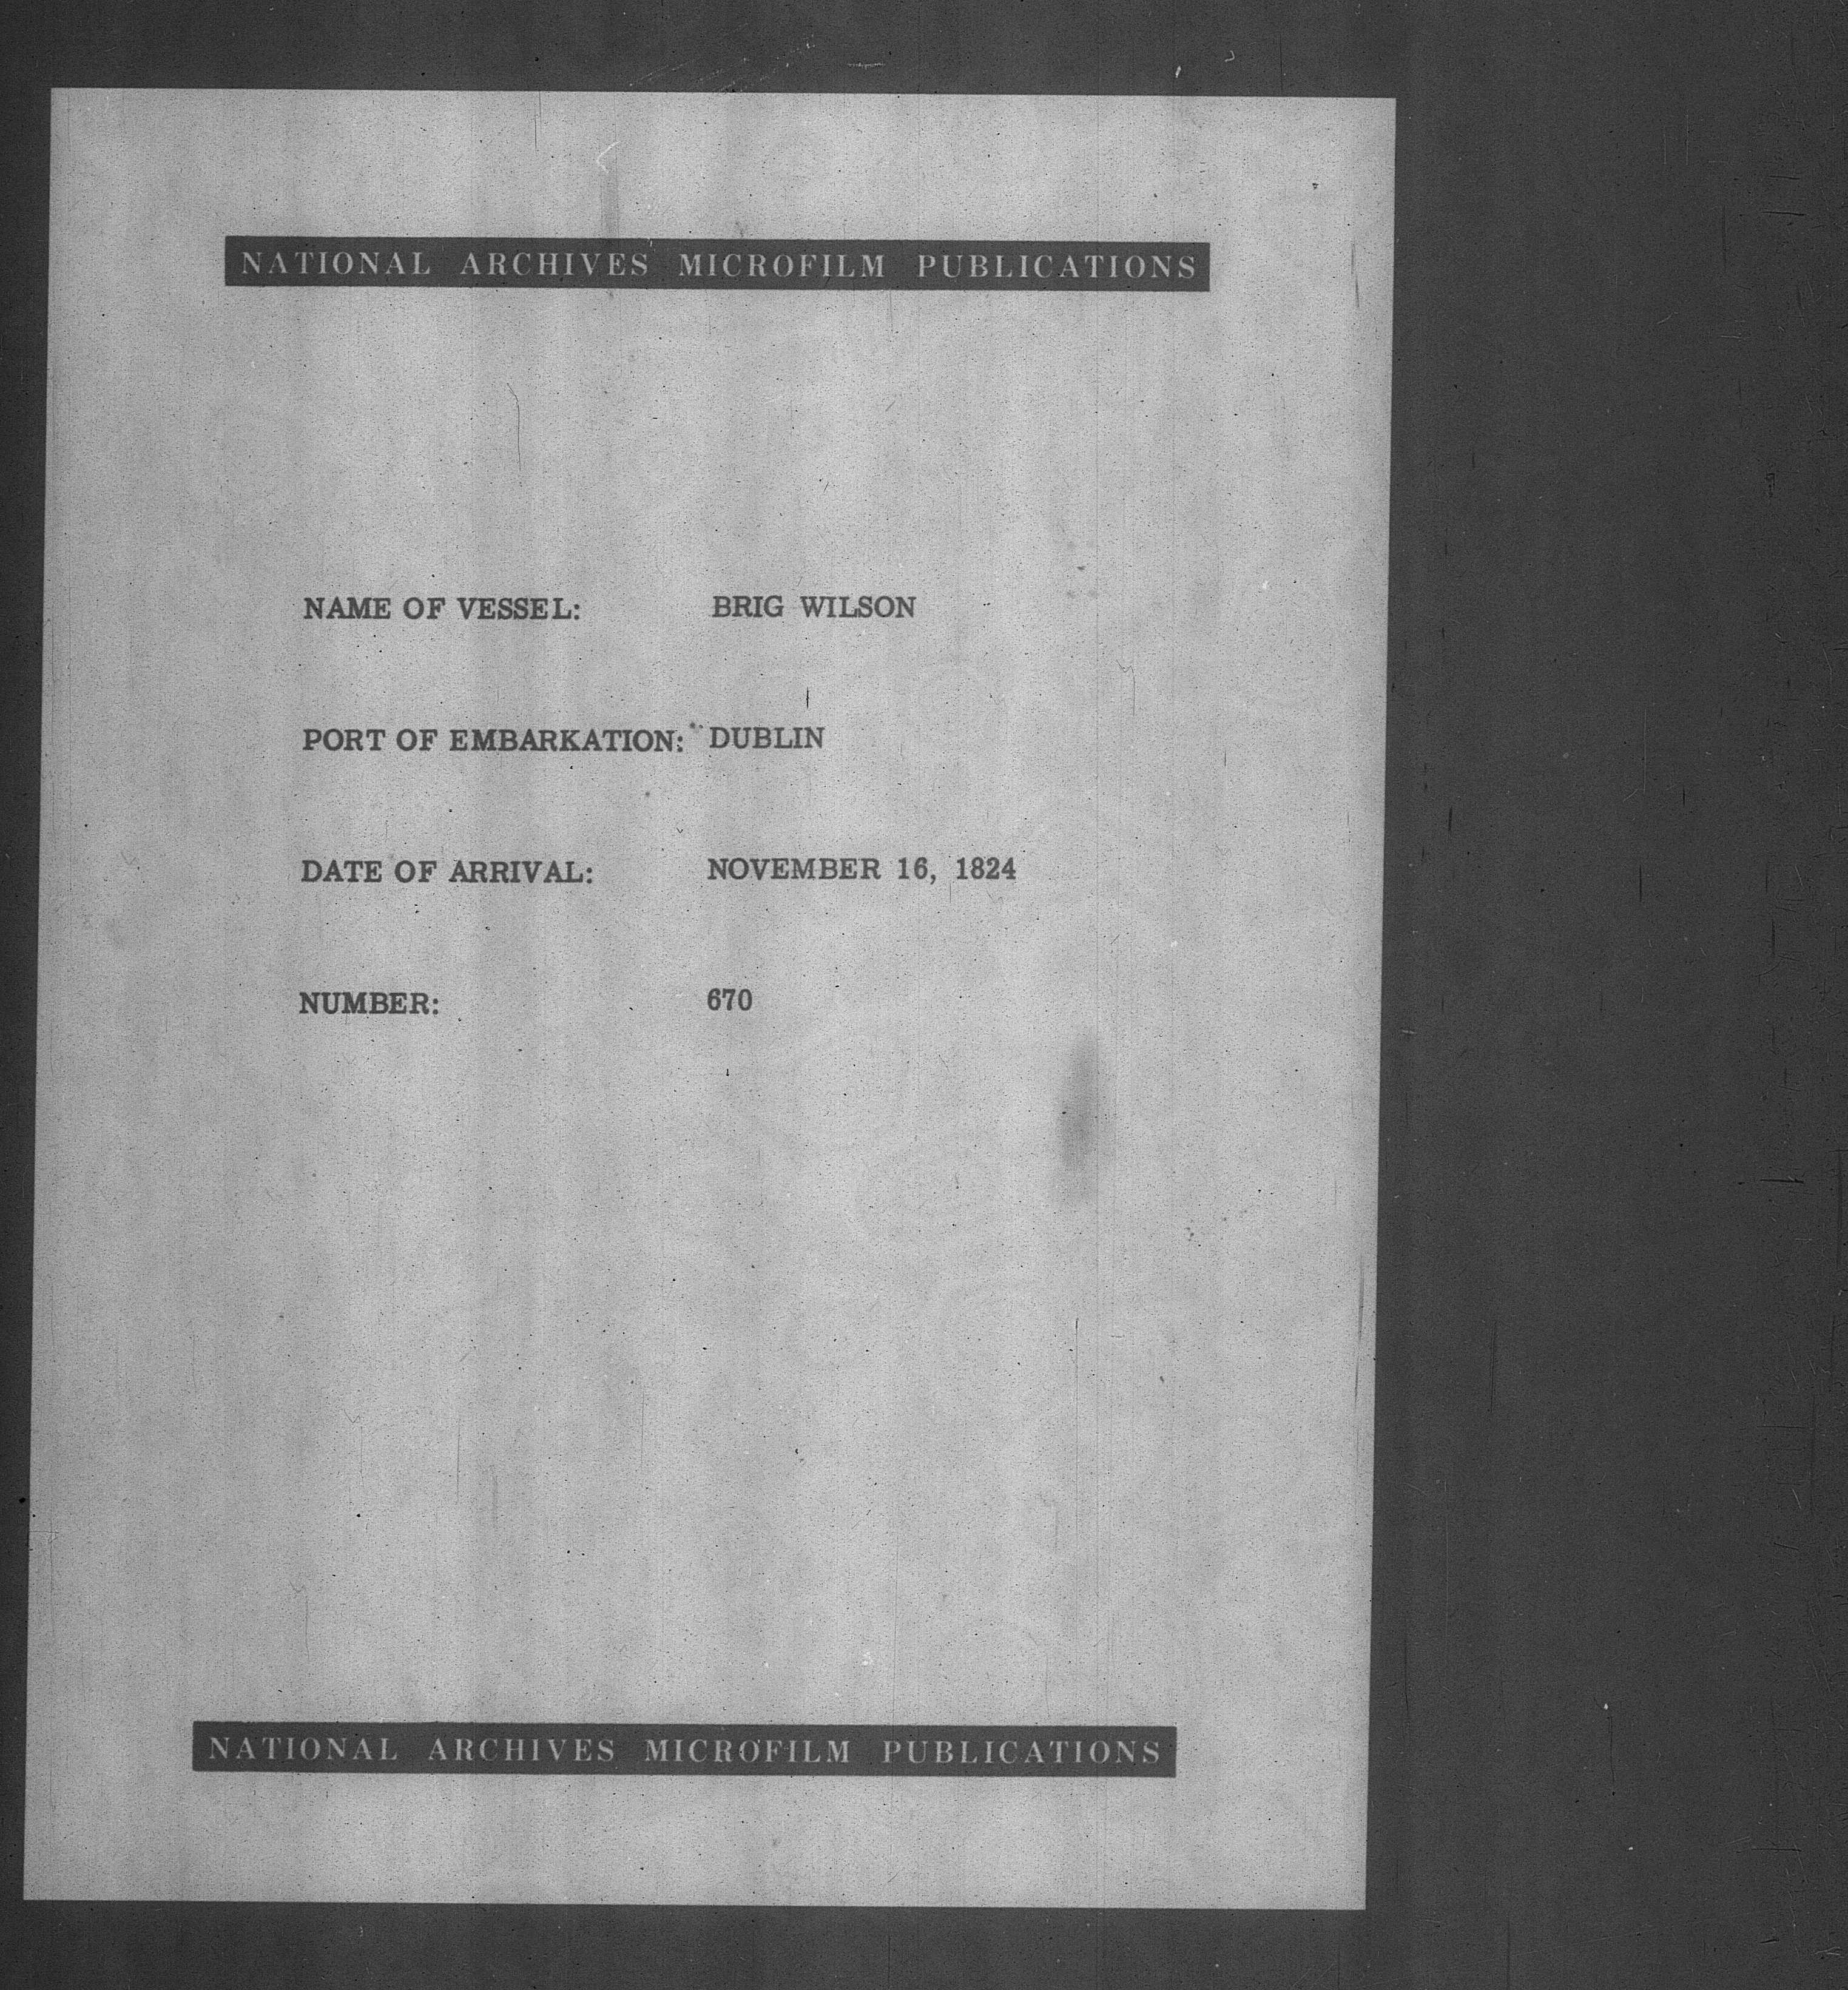 NATIONAL ARCHIVES MICROFILM PUBLICATIONS
NAME OF VESSEL: BRIG WILSON
PORT OF EMBARKATION: DUBLIN
DATE OF ARRIVAL: NOVEMBER 16, 1824
NUMBER: 670
NATIONAL ARCHIVES MICROFILM PUBLICATIONS